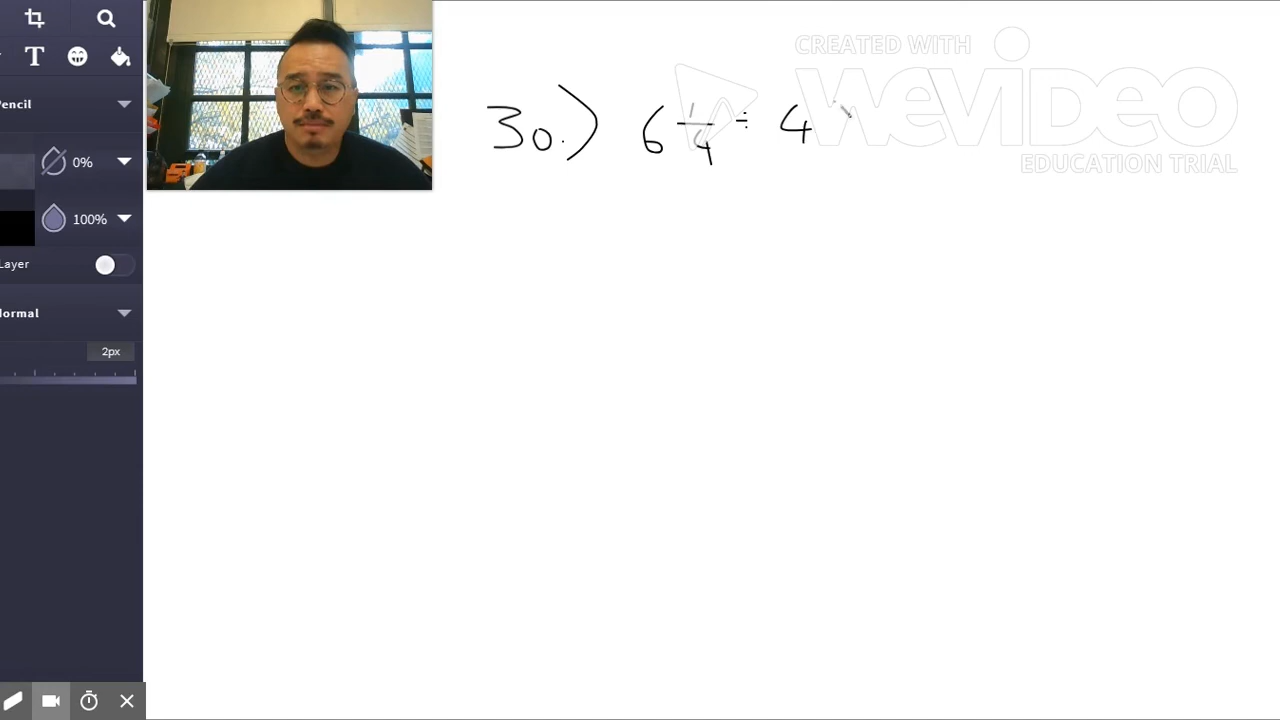 Pencil
0%
100%
Layer
Normal
2px
30.) 6 1/4 ÷ 4
CREATED WITH
WEVIDEO
EDUCATION TRIAL